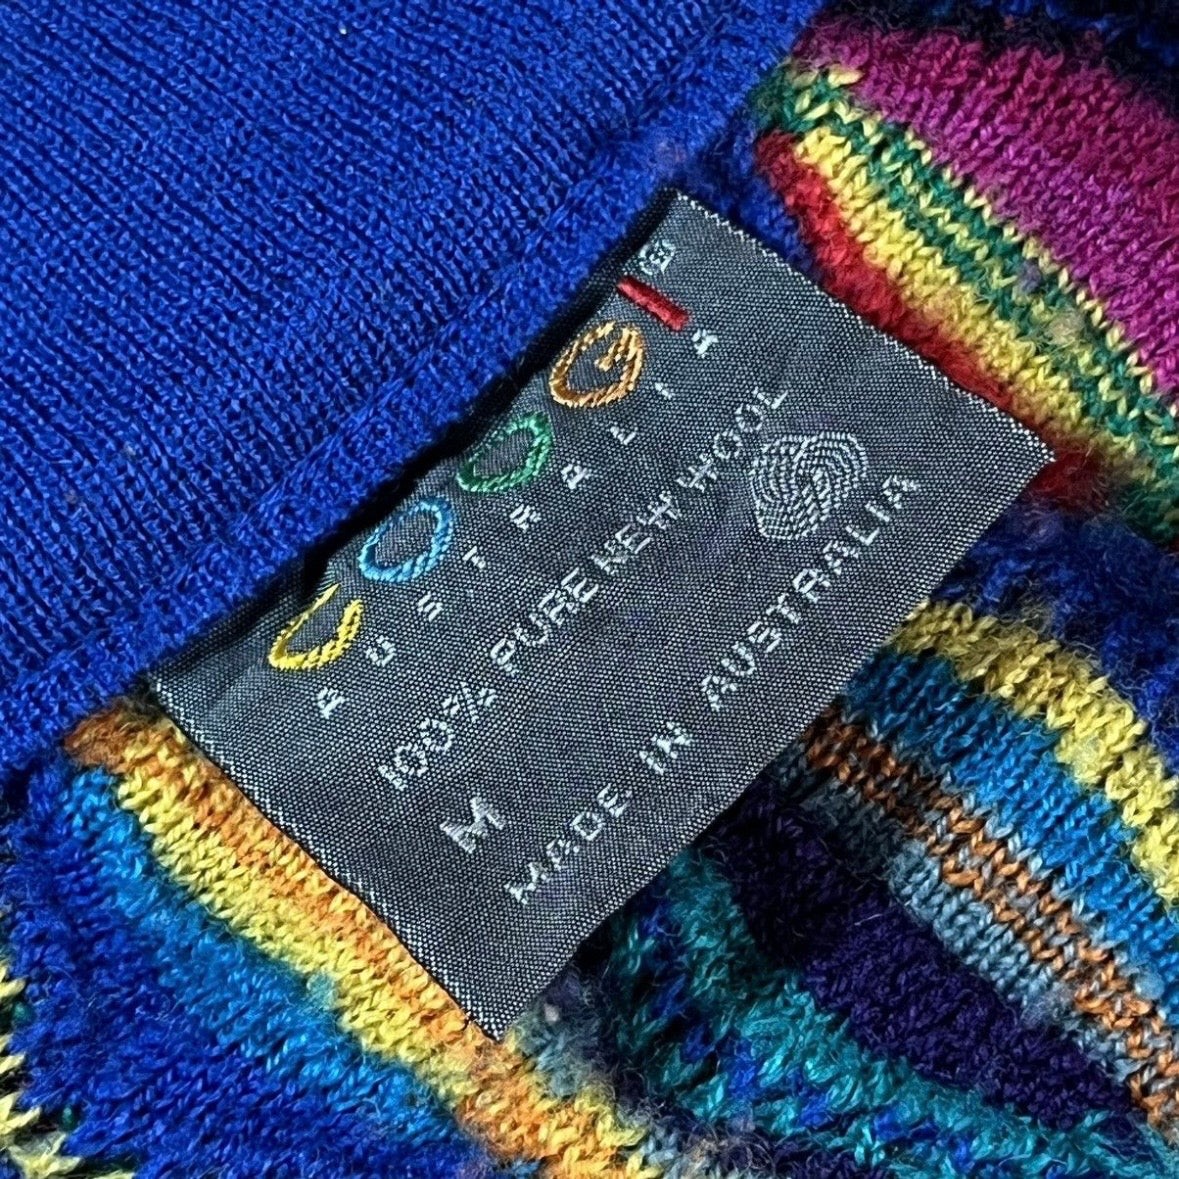 COOGI ®
AUSTRALIA
100% PURE NEW WOOL
M
MADE IN AUSTRALIA